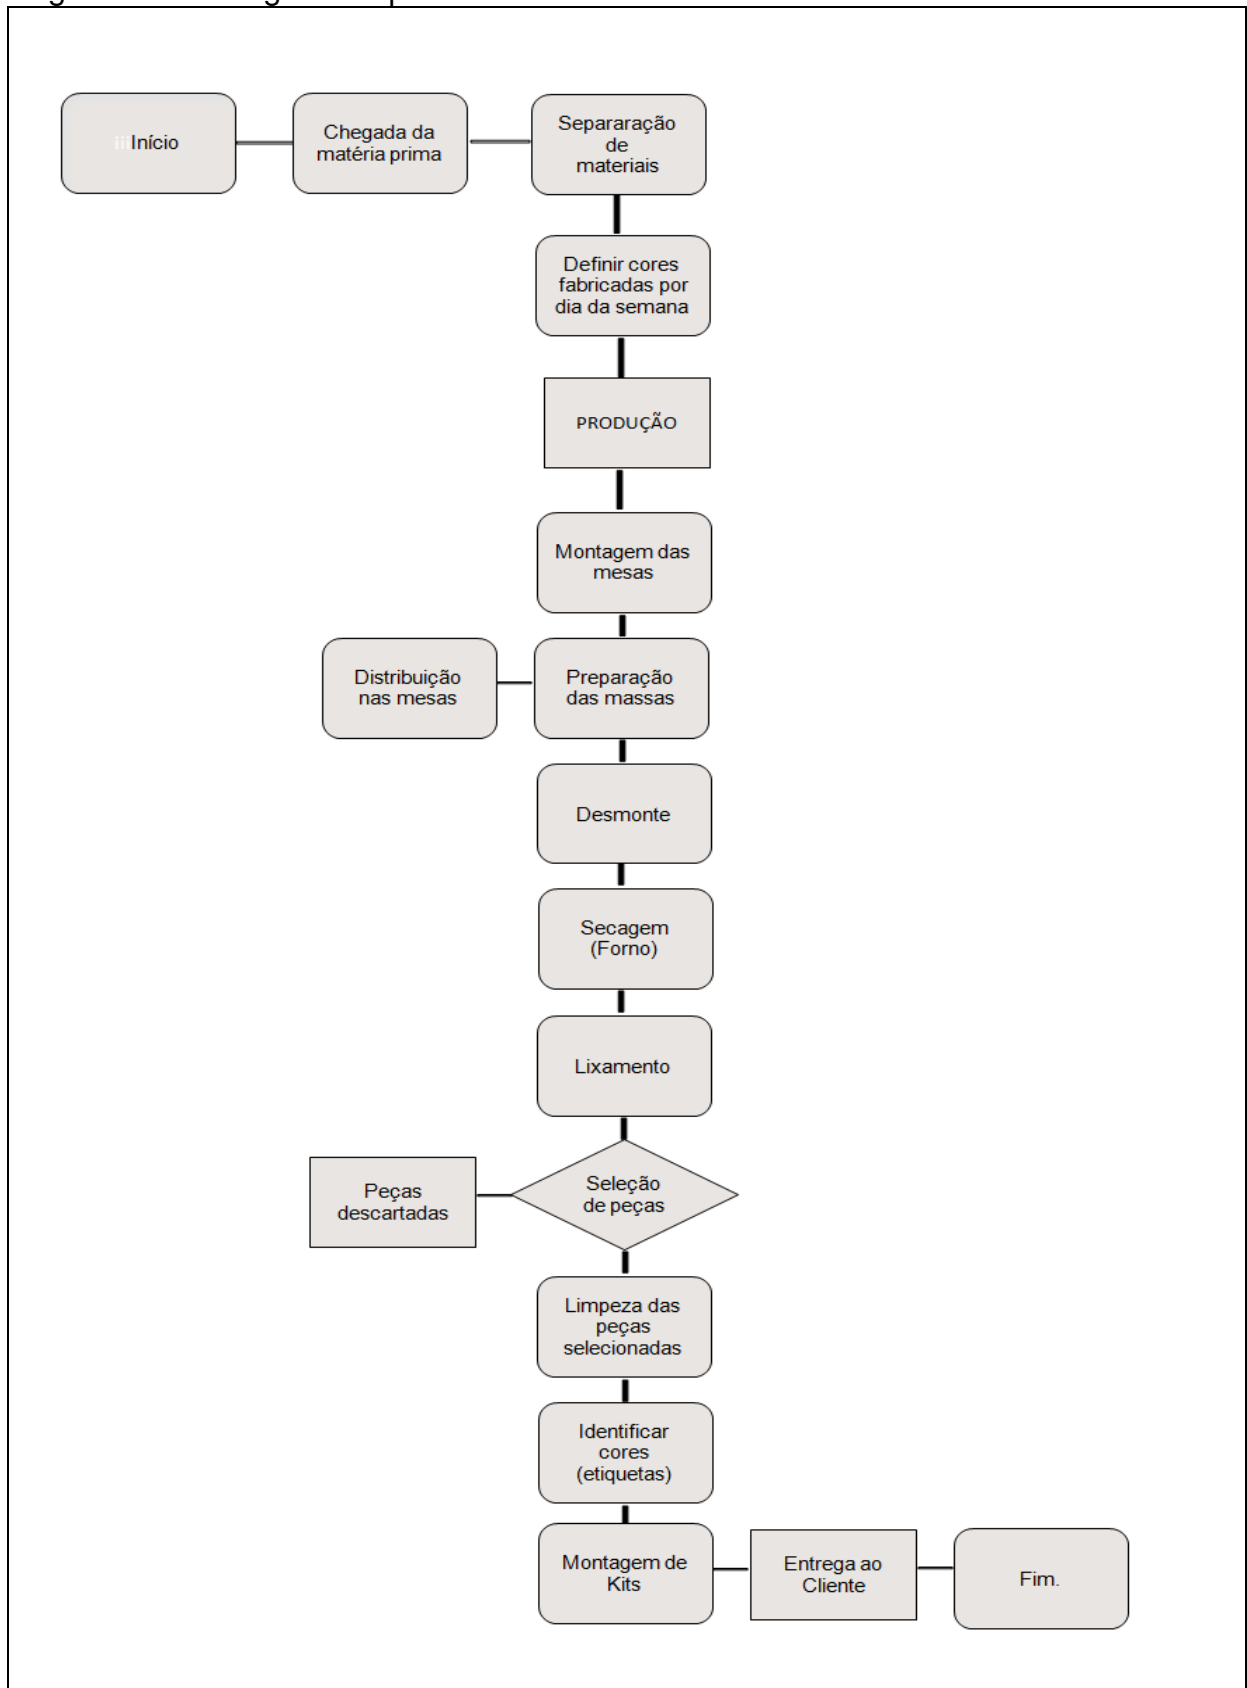 Início
Chegada da
matéria prima
Separaração
de
materiais
Definir cores
fabricadas por
dia da semana
PRODUÇÃO
Montagem das
mesas
Distribuição
nas mesas
Preparação
das massas
Desmonte
Secagem
(Forno)
Lixamento
Peças
descartadas
Seleção
de peças
Limpeza das
peças
selecionadas
Identificar
cores
(etiquetas)
Montagem de
Kits
Entrega ao
Cliente
Fim.